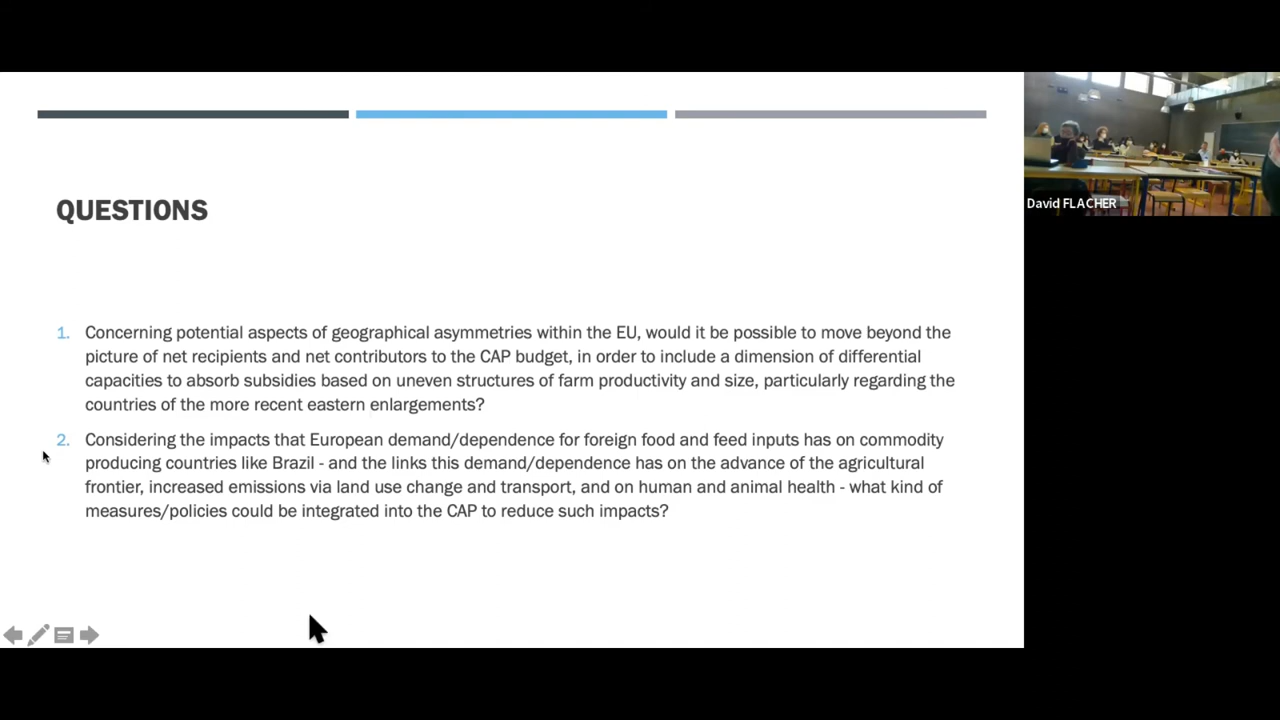 QUESTIONS
1. Concerning potential aspects of geographical asymmetries within the EU, would it be possible to move beyond the
picture of net recipients and net contributors to the CAP budget, in order to include a dimension of differential
capacities to absorb subsidies based on uneven structures of farm productivity and size, particularly regarding the
countries of the more recent eastern enlargements?
2. Considering the impacts that European demand/dependence for foreign food and feed inputs has on commodity
producing countries like Brazil - and the links this demand/dependence has on the advance of the agricultural
frontier, increased emissions via land use change and transport, and on human and animal health - what kind of
measures/policies could be integrated into the CAP to reduce such impacts?
David FLACHER